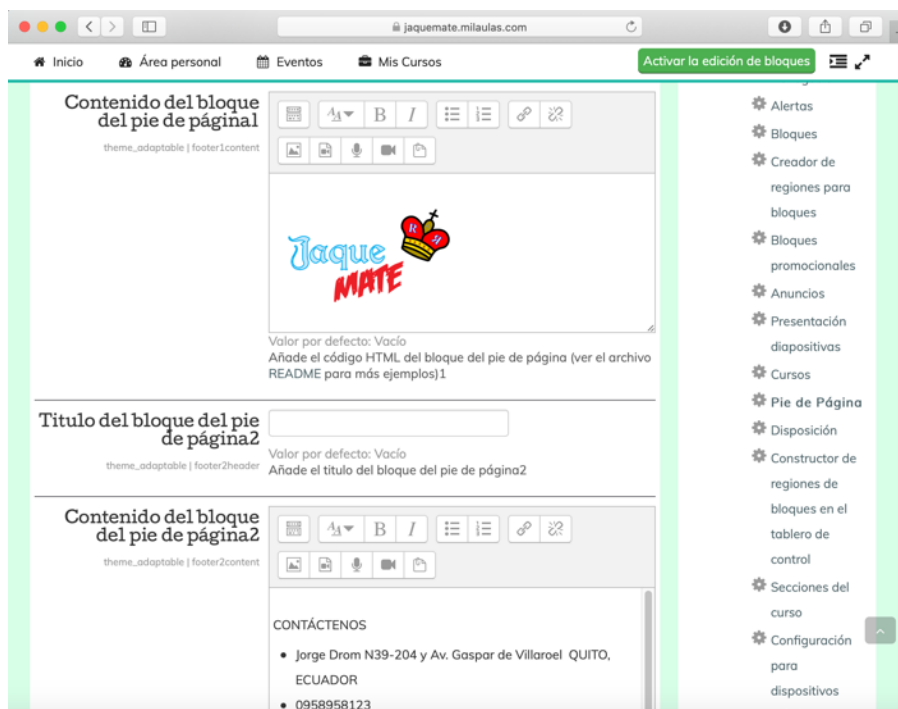 jaquemate.milaulas.com
Inicio Área personal Eventos Mis Cursos Activar la edición de bloques
Contenido del bloque
del pie de página1
theme_adaptable | footer1content
B I
Jaque
MATE
R R
Valor por defecto: Vacío
Añade el código HTML del bloque del pie de página (ver el archivo
README para más ejemplos)1
Titulo del bloque del pie
de página2
theme_adaptable | footer2header
Valor por defecto: Vacío
Añade el titulo del bloque del pie de página2
Contenido del bloque
del pie de página2
theme_adaptable | footer2content
B I
CONTÁCTENOS
Jorge Drom N39-204 y Av. Gaspar de Villaroel QUITO,
ECUADOR
0958958123
Alertas
Bloques
Creador de
regiones para
bloques
Bloques
promocionales
Anuncios
Presentación
diapositivas
Cursos
Pie de Página
Disposición
Constructor de
regiones de
bloques en el
tablero de
control
Secciones del
curso
Configuración
para
dispositivos